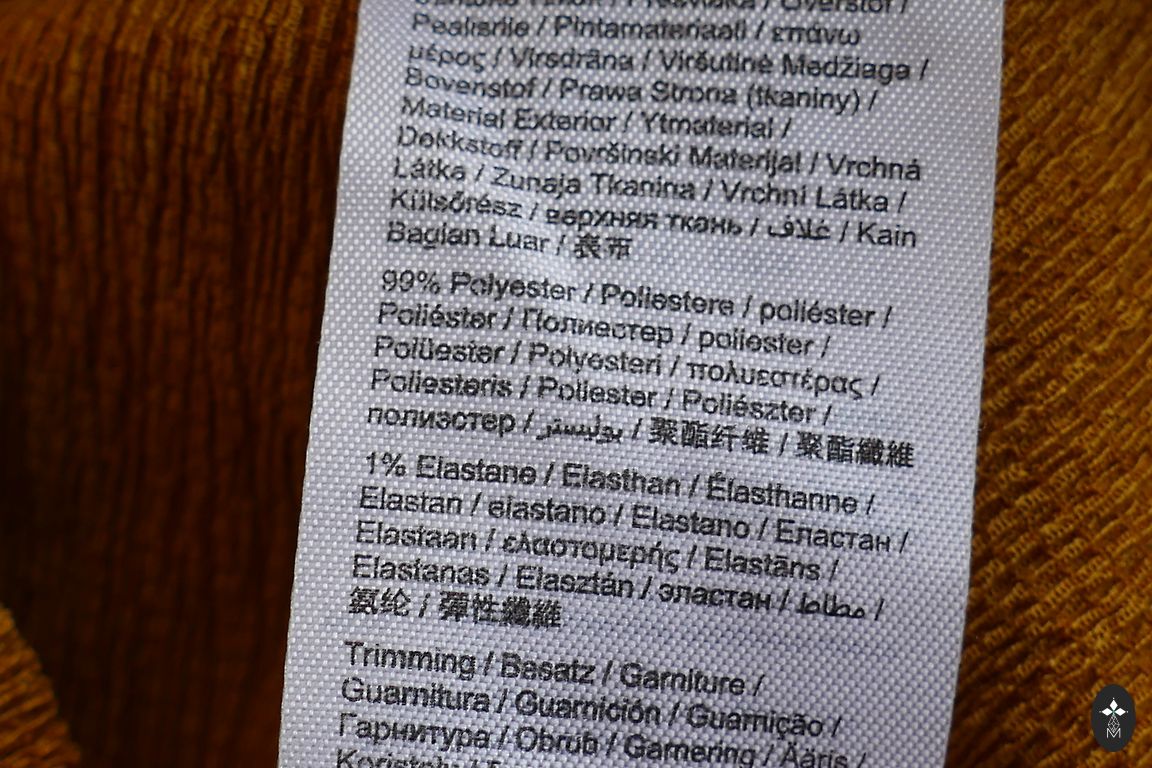 / Overstof /
Pealisriie / Pintamateriaali / επάνω
μέρος / Virsdrāna / Viršutinė Medžiaga /
Bovenstof / Prawa Strona (tkaniny) /
Material Exterior / Ytmaterial /
Dekkstoff / Površinski Materijal / Vrchná
Látka / Zunaja Tkanina / Vrchní Látka /
Külsőrész / верхняя ткань / غلاف / Kain
Bagian Luar / 表布
99% Polyester / Poliestere / poliéster /
Poliéster / Полиестер / poliester /
Polüester / Polyesteri / πολυεστέρας /
Poliesteris / Poliester / Poliészter /
полиэстер / بوليستر / 聚酯纤维 / 聚酯纖維
1% Elastane / Elasthan / Élasthanne /
Elastan / elastano / Elastano / Еластан /
Elastaan / ελαστομερής / Elastāns /
Elastanas / Elasztán / эластан / مطاط /
氨纶 / 彈性纖維
Trimming / Besatz / Garniture /
Guarnitura / Guarnición / Guarnição /
Гарнитура / Obrub / Garnering / Ääris /
Koristelu /
M